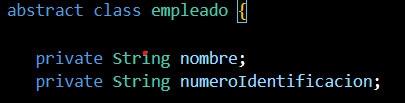 abstract class empleado {
private String nombre;
private String numeroIdentificacion;